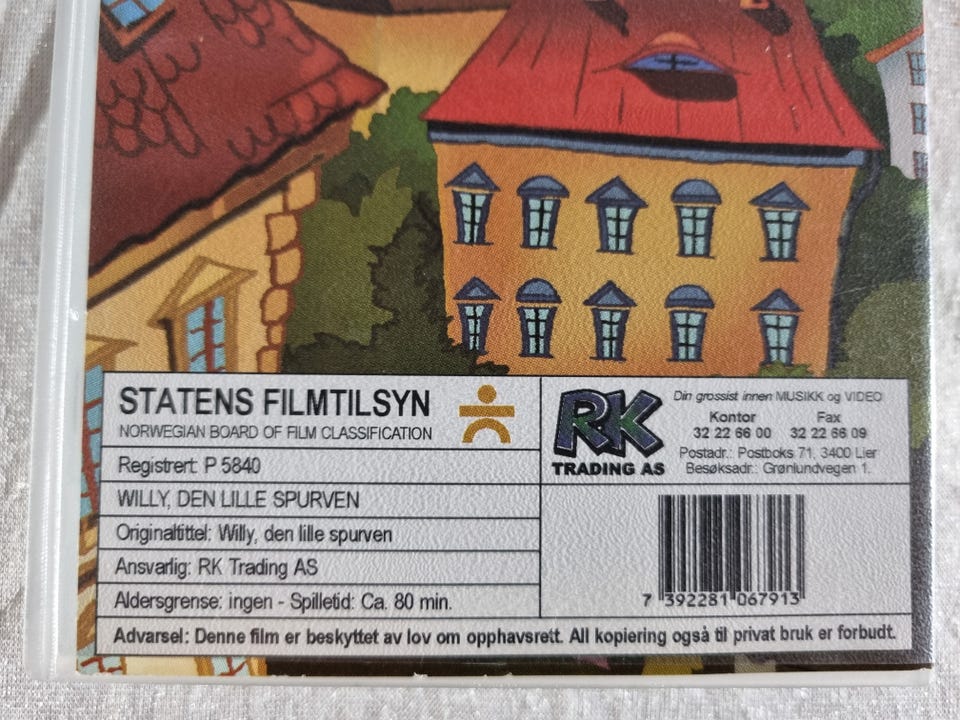 STATENS FILMTILSYN
NORWEGIAN BOARD OF FILM CLASSIFICATION
Registrert: P 5840
WILLY, DEN LILLE SPURVEN
Originaltittel: Willy, den lille spurven
Ansvarlig: RK Trading AS
Aldersgrense: ingen - Spilletid: Ca. 80 min.
RK
TRADING AS
Din grossist innen MUSIKK og VIDEO
Kontor Fax
32 22 66 00 32 22 66 09
Postadr.: Postboks 71, 3400 Lier
Besøksadr.: Grønlundvegen 1.
7 392281 067913
Advarsel: Denne film er beskyttet av lov om opphavsrett. All kopiering også til privat bruk er forbudt.